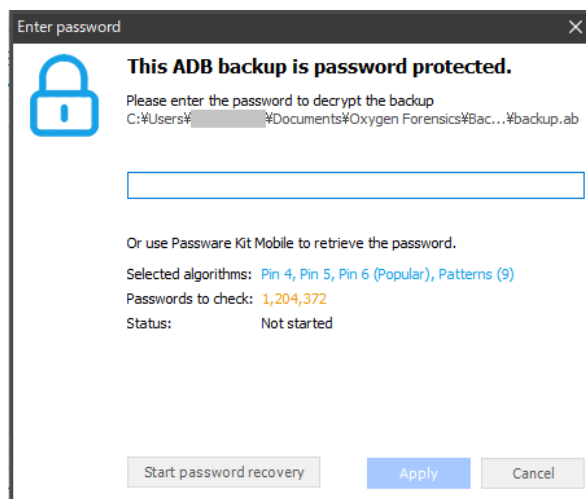 Enter password
This ADB backup is password protected.
Please enter the password to decrypt the backup
C:¥Users¥ ¥Documents¥Oxygen Forensics¥Bac...¥backup.ab
Or use Passware Kit Mobile to retrieve the password.
Selected algorithms: Pin 4, Pin 5, Pin 6 (Popular), Patterns (9)
Passwords to check: 1,204,372
Status: Not started
Start password recovery Apply Cancel